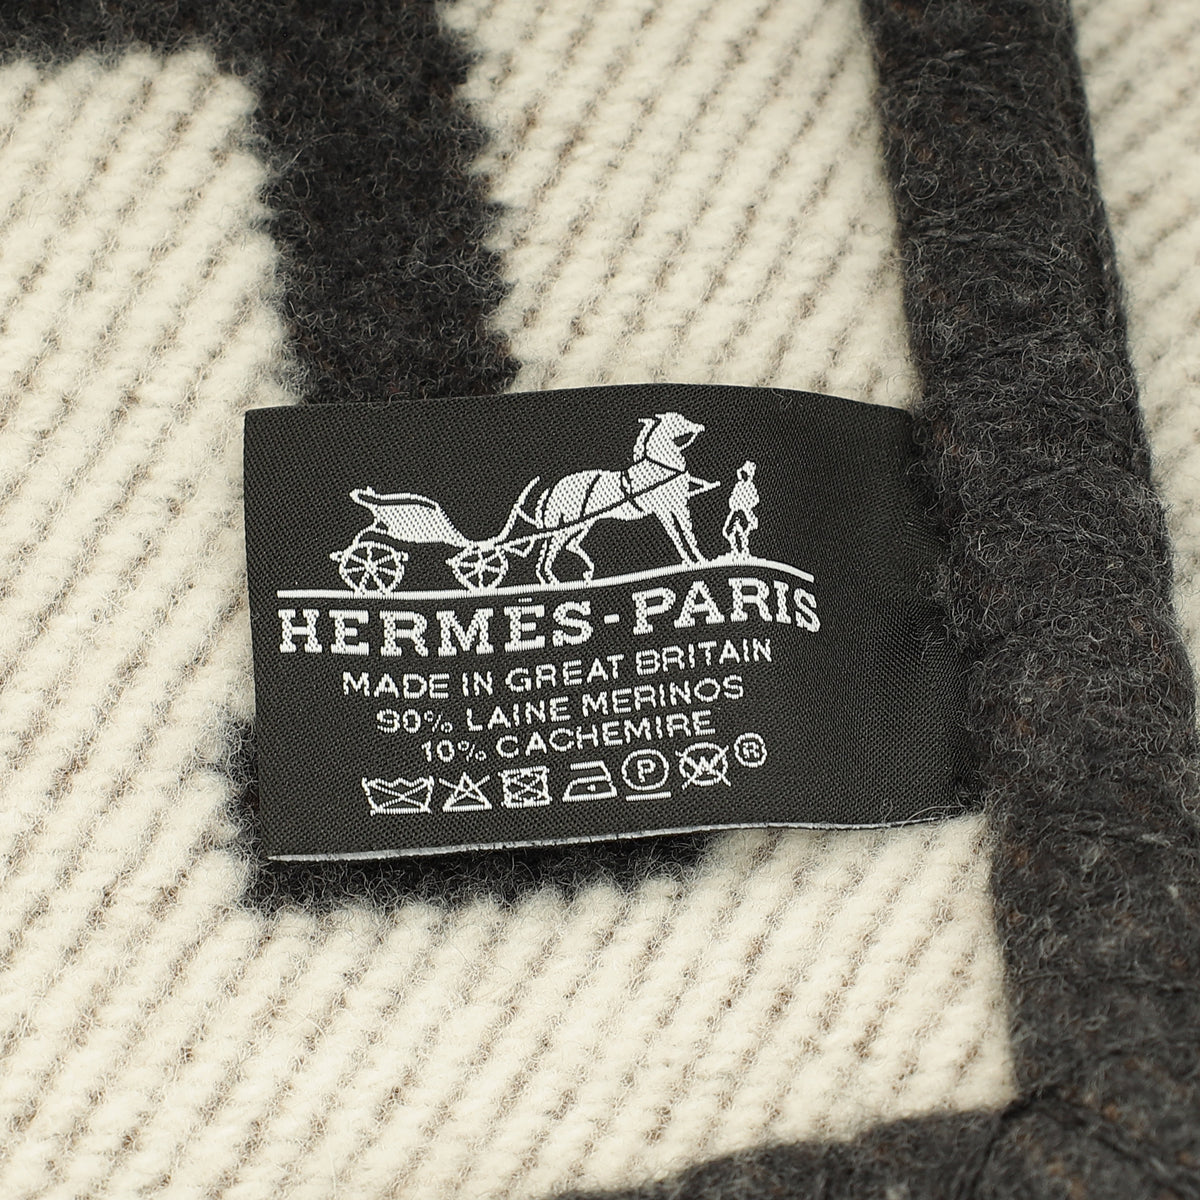 HERMÈS-PARIS
MADE IN GREAT BRITAIN
90% LAINE MERINOS
10% CACHEMIRE
P W ®